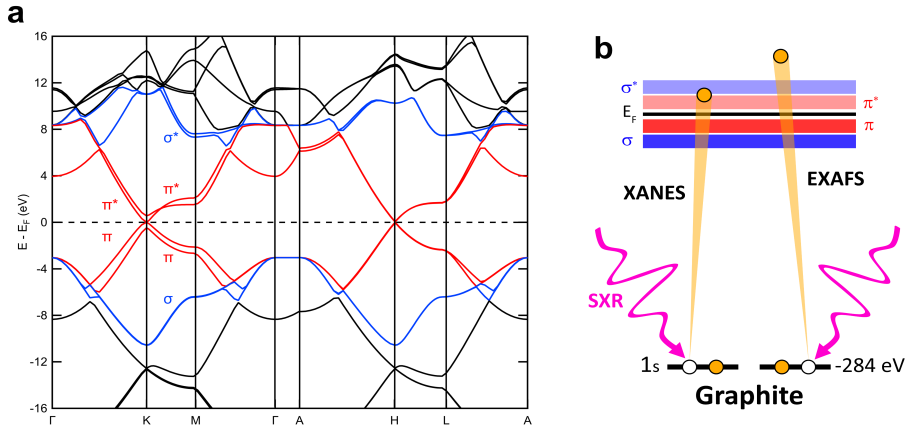 a
E - E_F (eV)
16
12
8
4
0
-4
-8
-12
-16
σ*
π*
π*
π
π
σ
Γ K M Γ A H L A
b
σ*
π*
E_F
π
σ
XANES
EXAFS
SXR
1s
-284 eV
Graphite